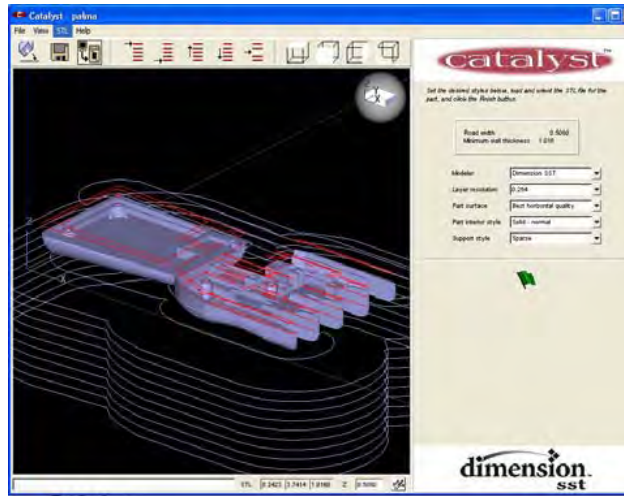 Catalyst - palma
File View STL Help
catalyst
Set the desired styles below, load and orient the STL file for the
part, and click the Finish button.
Road width 0.5080
Minimum wall thickness 1.016
Modeler Dimension SST
Layer resolution 0.254
Part surface Best horizontal quality
Part interior style Solid - normal
Support style Sparse
Z
X
STL Z
dimension
sst